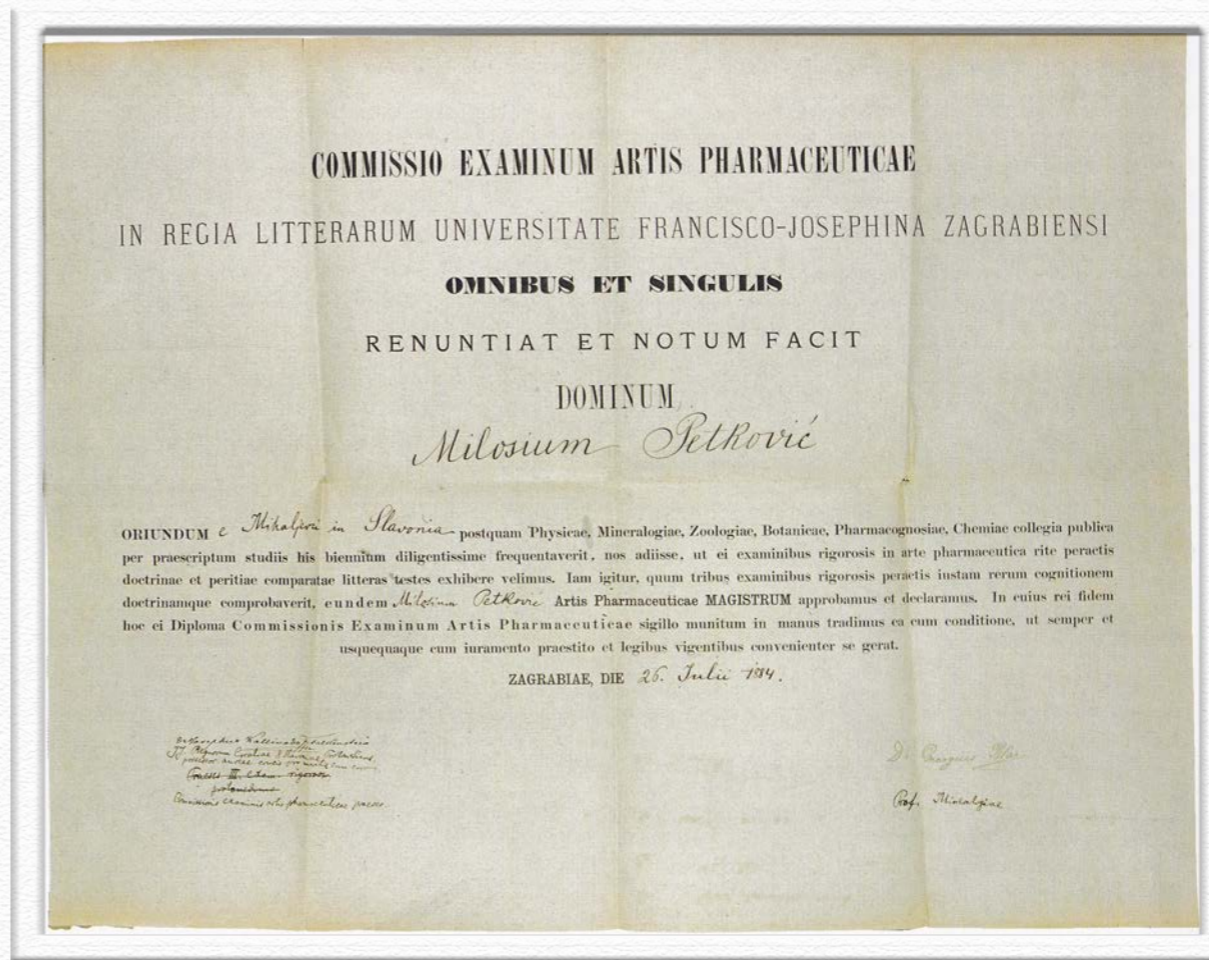 COMMISSIO EXAMINUM ARTIS PHARMACEUTICAE
IN REGIA LITTERARUM UNIVERSITATE FRANCISCO-JOSEPHINA ZAGRABIENSI
OMNIBUS ET SINGULIS
RENUNTIAT ET NOTUM FACIT
DOMINUM
Milosium Petković
ORIUNDUM e in Slavonia postquam Physicae, Mineralogiae, Zoologiae, Botanicae, Pharmacognosiae, Chemiae collegia publica
per praescriptum studiis his biennium diligentissime frequentaverit, nos adiisse, ut ei examinibus rigorosis in arte pharmaceutica rite peractis
doctrinae et peritiae comparatae litteras testes exhibere velimus. Iam igitur, quum tribus examinibus rigorosis peractis iustam rerum cognitionem
doctrinamque comprobaverit, eundem Petković Artis Pharmaceuticae MAGISTRUM approbamus et declaramus. In cuius rei fidem
hoc ei Diploma Commissionis Examinum Artis Pharmaceuticae sigillo munitum in manus tradimus ea cum conditione, ut semper et
usquequaque cum iuramento praestito et legibus vigentibus convenienter se gerat.
ZAGRABIAE, DIE 26. Julii
Prof.